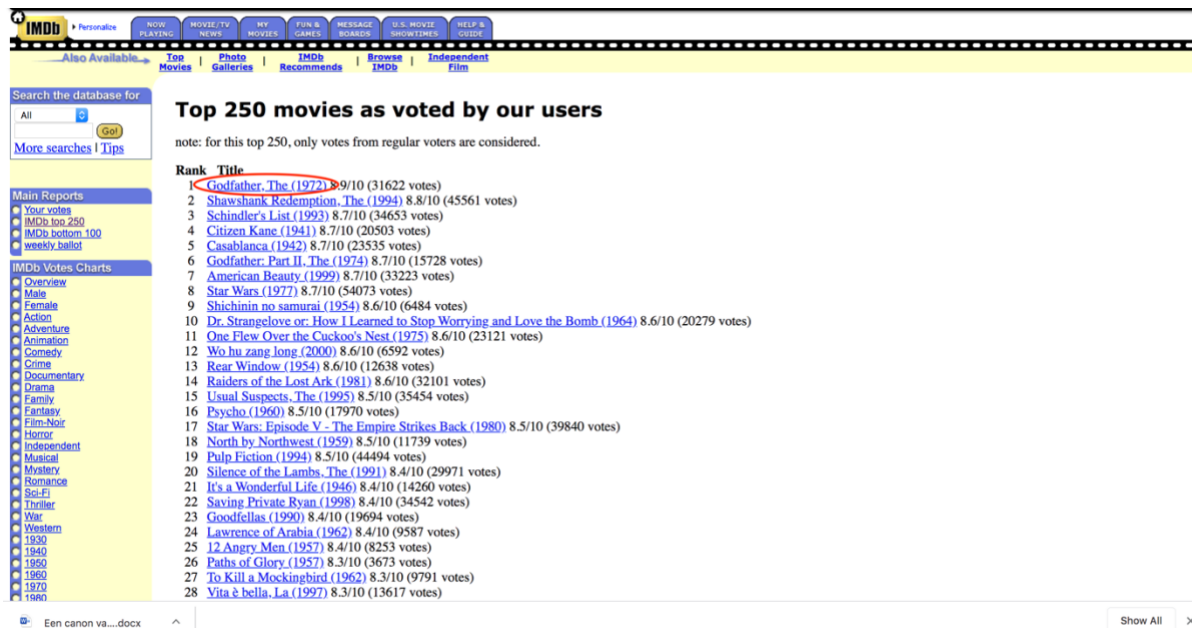 IMDb Personalize NOW PLAYING MOVIE/TV NEWS MY MOVIES FUN & GAMES MESSAGE BOARDS U.S. MOVIE SHOWTIMES HELP & GUIDE
Also Available Top Movies | Photo Galleries | IMDb Recommends | Browse IMDb | Independent Film
Search the database for
All
Go!
More searches | Tips
Main Reports
Your votes
IMDb top 250
IMDb bottom 100
weekly ballot
IMDb Votes Charts
Overview
Male
Female
Action
Adventure
Animation
Comedy
Crime
Documentary
Drama
Family
Fantasy
Film-Noir
Horror
Independent
Musical
Mystery
Romance
Sci-Fi
Thriller
War
Western
1930
1940
1950
1960
1970
1980
Top 250 movies as voted by our users
note: for this top 250, only votes from regular voters are considered.
Rank Title
1 Godfather, The (1972) 8.9/10 (31622 votes)
2 Shawshank Redemption, The (1994) 8.8/10 (45561 votes)
3 Schindler's List (1993) 8.7/10 (34653 votes)
4 Citizen Kane (1941) 8.7/10 (20503 votes)
5 Casablanca (1942) 8.7/10 (23535 votes)
6 Godfather: Part II, The (1974) 8.7/10 (15728 votes)
7 American Beauty (1999) 8.7/10 (33223 votes)
8 Star Wars (1977) 8.7/10 (54073 votes)
9 Shichinin no samurai (1954) 8.6/10 (6484 votes)
10 Dr. Strangelove or: How I Learned to Stop Worrying and Love the Bomb (1964) 8.6/10 (20279 votes)
11 One Flew Over the Cuckoo's Nest (1975) 8.6/10 (23121 votes)
12 Wo hu zang long (2000) 8.6/10 (6592 votes)
13 Rear Window (1954) 8.6/10 (12638 votes)
14 Raiders of the Lost Ark (1981) 8.6/10 (32101 votes)
15 Usual Suspects, The (1995) 8.5/10 (35454 votes)
16 Psycho (1960) 8.5/10 (17970 votes)
17 Star Wars: Episode V - The Empire Strikes Back (1980) 8.5/10 (39840 votes)
18 North by Northwest (1959) 8.5/10 (11739 votes)
19 Pulp Fiction (1994) 8.5/10 (44494 votes)
20 Silence of the Lambs, The (1991) 8.4/10 (29971 votes)
21 It's a Wonderful Life (1946) 8.4/10 (14260 votes)
22 Saving Private Ryan (1998) 8.4/10 (34542 votes)
23 Goodfellas (1990) 8.4/10 (19694 votes)
24 Lawrence of Arabia (1962) 8.4/10 (9587 votes)
25 12 Angry Men (1957) 8.4/10 (8253 votes)
26 Paths of Glory (1957) 8.3/10 (3673 votes)
27 To Kill a Mockingbird (1962) 8.3/10 (9791 votes)
28 Vita è bella, La (1997) 8.3/10 (13617 votes)
Een canon va....docx
Show All